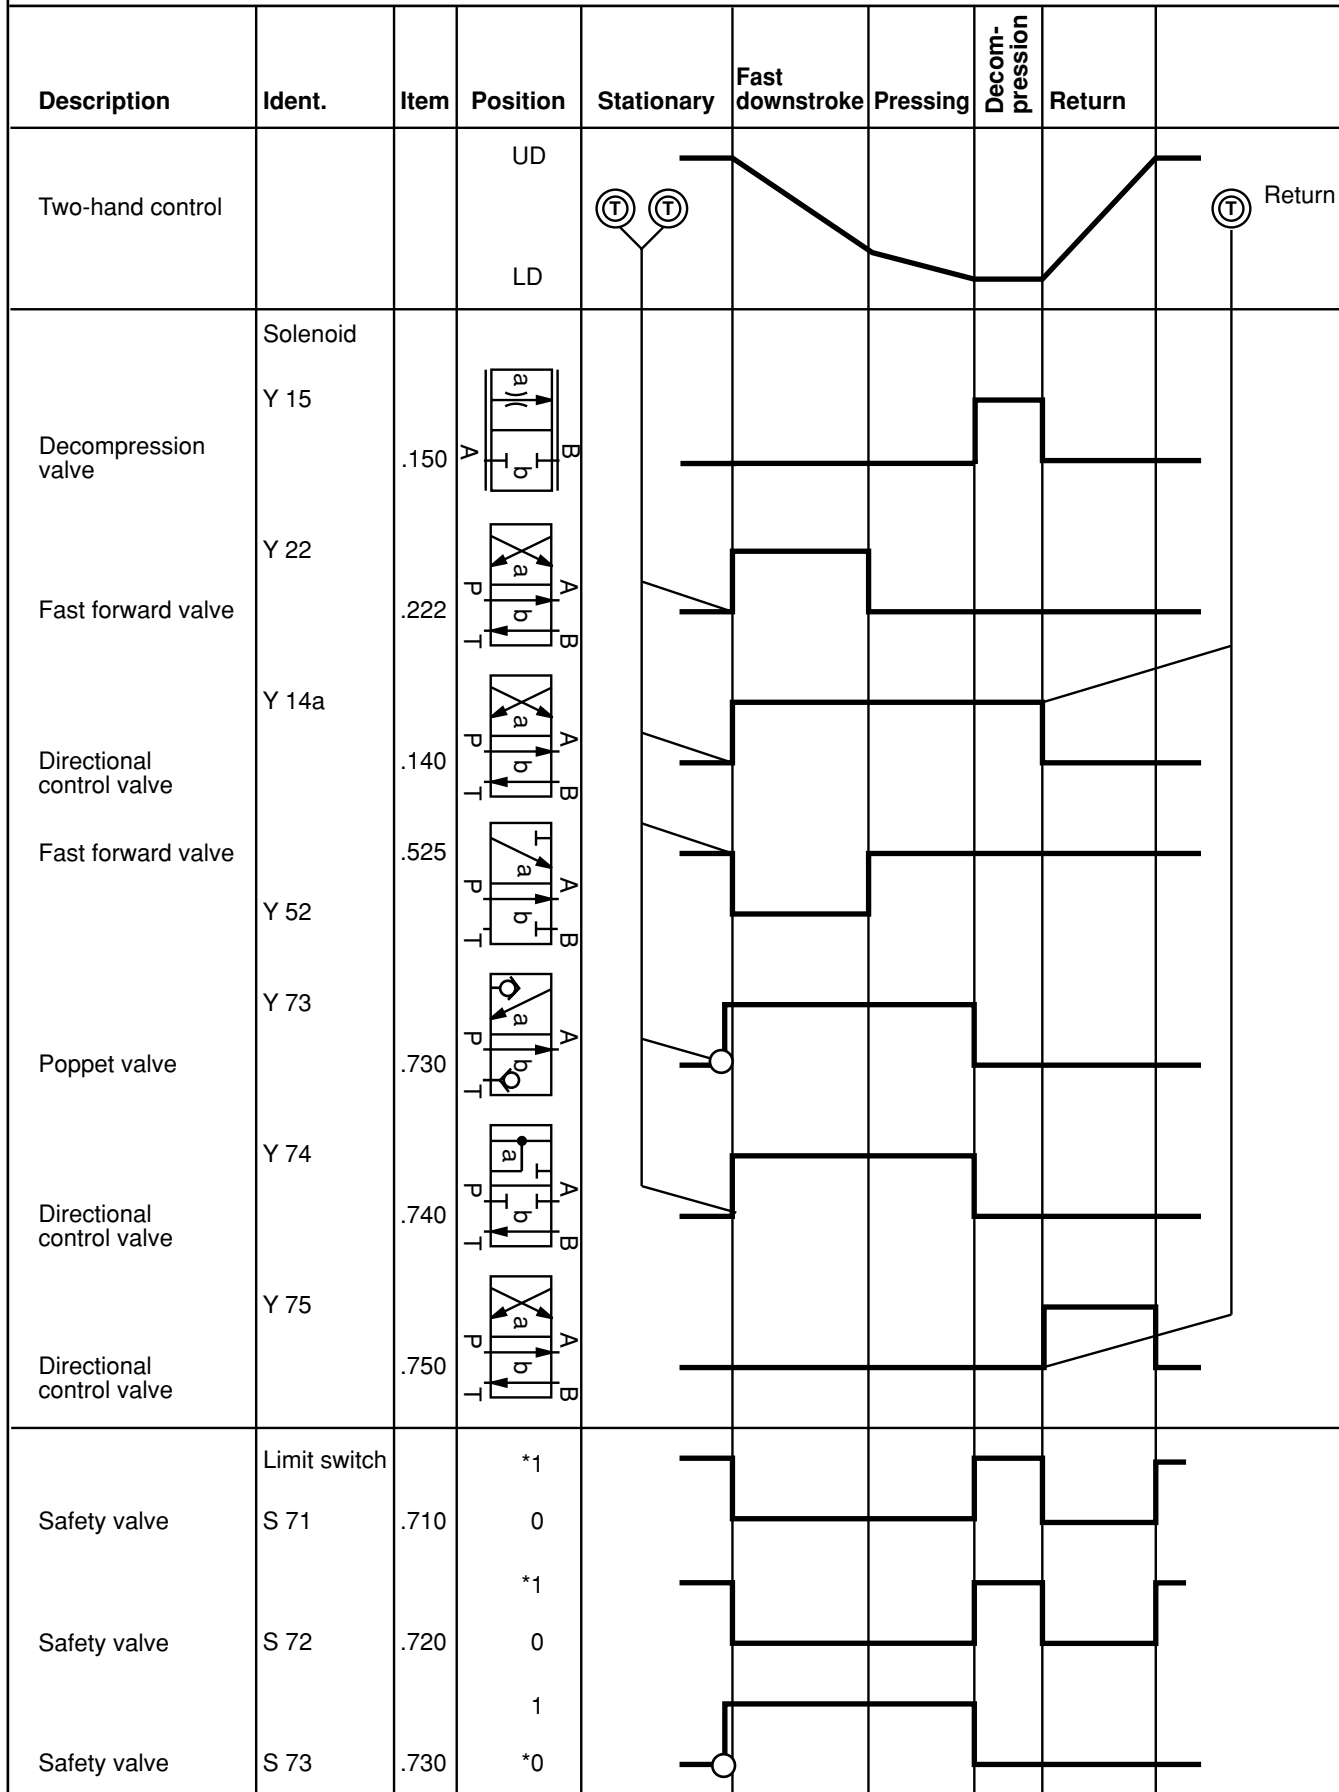 Description Ident. Item Position Stationary Fast downstroke Pressing Decom-pression Return
UD
Two-hand control T T T Return
LD
Solenoid
Y 15
a
Decompression valve .150 A B
b
Y 22
a
Fast forward valve .222 P A
b
T B
Y 14a
a
Directional control valve .140 P A
b
T B
Fast forward valve .525
a
P A
Y 52 b
T B
Y 73
a
P A
Poppet valve .730 b
T
Y 74 a
P A
Directional control valve .740 b
T B
Y 75
a
P A
Directional control valve .750 b
T B
Limit switch *1
Safety valve S 71 .710 0
*1
Safety valve S 72 .720 0
1
Safety valve S 73 .730 *0